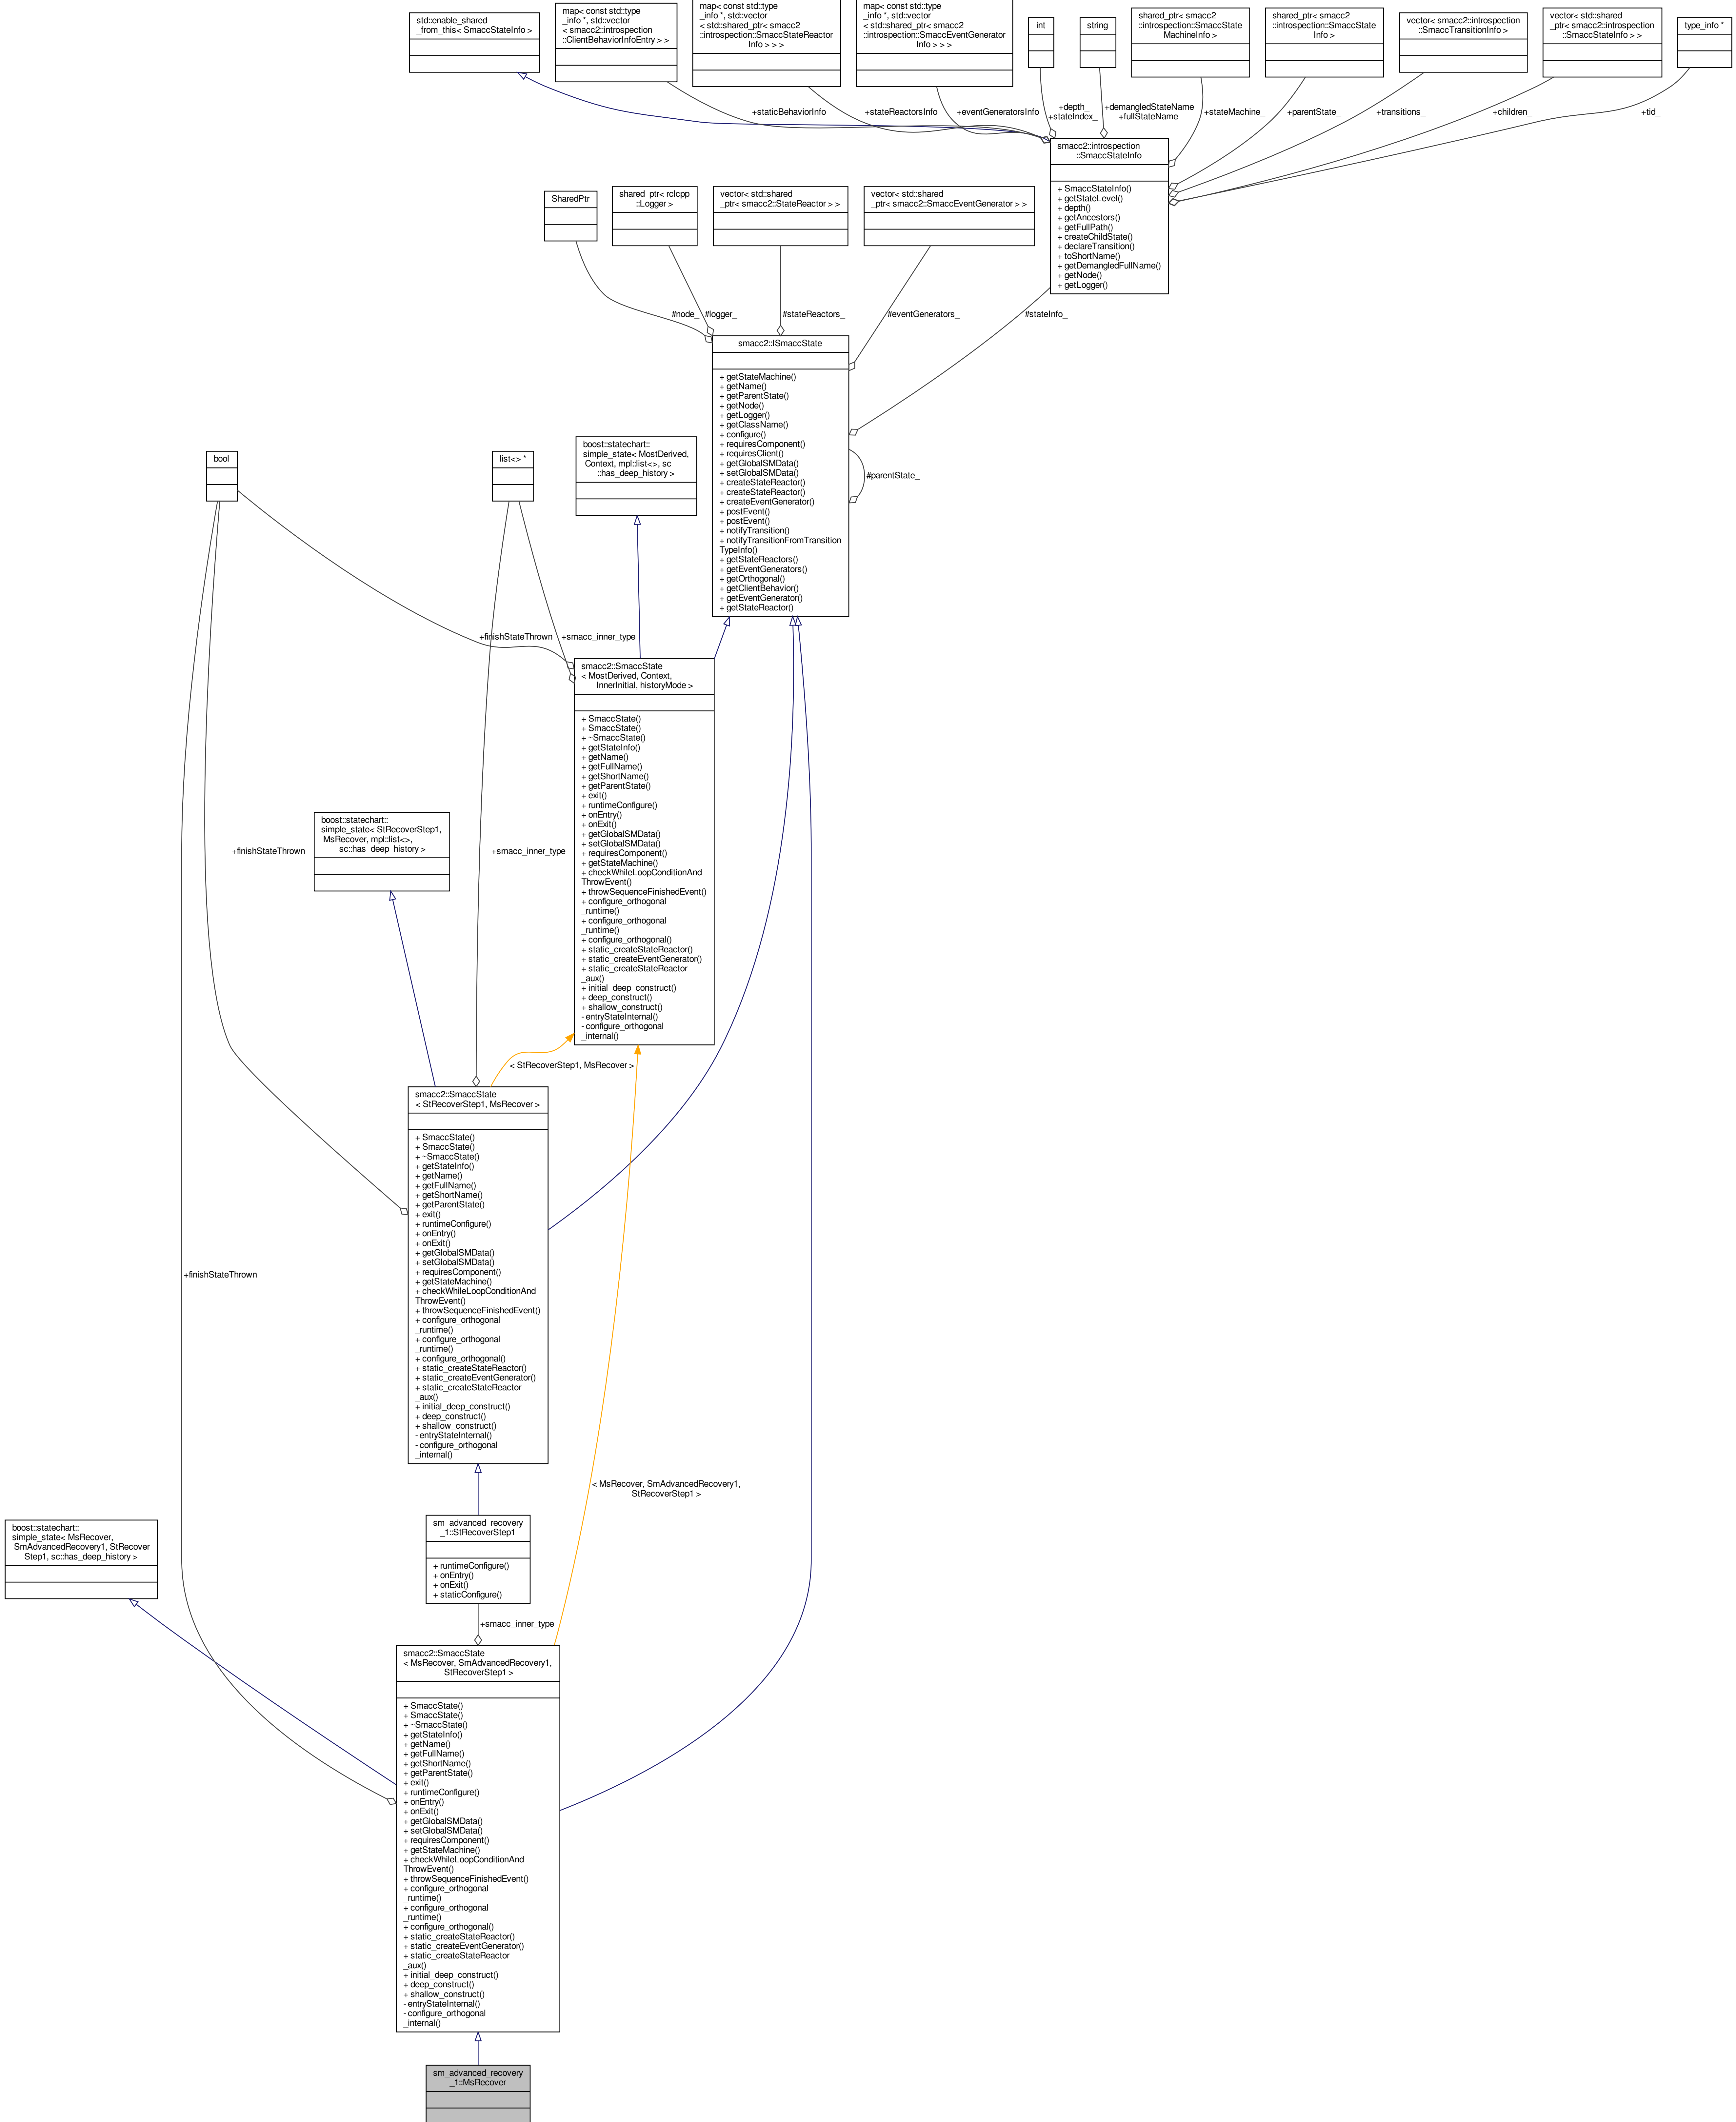 std::enable_shared
_from_this< SmaccStateInfo >
map< const std::type
_info *, std::vector
< smacc2::introspection
::ClientBehaviorInfoEntry > >
map< const std::type
_info *, std::vector
< std::shared_ptr< smacc2
::introspection::SmaccStateReactor
Info > > >
map< const std::type
_info *, std::vector
< std::shared_ptr< smacc2
::introspection::SmaccEventGenerator
Info > > >
int
string
shared_ptr< smacc2
::introspection::SmaccState
MachineInfo >
shared_ptr< smacc2
::introspection::SmaccState
Info >
vector< smacc2::introspection
::SmaccTransitionInfo >
vector< std::shared
_ptr< smacc2::introspection
::SmaccStateInfo > >
type_info *
+staticBehaviorInfo
+stateReactorsInfo
+eventGeneratorsInfo
+depth_
+stateIndex_
+demangledStateName
+fullStateName
+stateMachine_
+parentState_
+transitions_
+children_
+tid_
smacc2::introspection
::SmaccStateInfo
+ SmaccStateInfo()
+ getStateLevel()
+ depth()
+ getAncestors()
+ getFullPath()
+ createChildState()
+ declareTransition()
+ toShortName()
+ getDemangledFullName()
+ getNode()
+ getLogger()
SharedPtr
shared_ptr< rclcpp
::Logger >
vector< std::shared
_ptr< smacc2::StateReactor > >
vector< std::shared
_ptr< smacc2::SmaccEventGenerator > >
#node_
#logger_
#stateReactors_
#eventGenerators_
#stateInfo_
smacc2::ISmaccState
+ getStateMachine()
+ getName()
+ getParentState()
+ getNode()
+ getLogger()
+ getClassName()
+ configure()
+ requiresComponent()
+ requiresClient()
+ getGlobalSMData()
+ setGlobalSMData()
+ createStateReactor()
+ createStateReactor()
+ createEventGenerator()
+ postEvent()
+ postEvent()
+ notifyTransition()
+ notifyTransitionFromTransition
TypeInfo()
+ getStateReactors()
+ getEventGenerators()
+ getOrthogonal()
+ getClientBehavior()
+ getEventGenerator()
+ getStateReactor()
#parentState_
bool
list<> *
boost::statechart::
simple_state< MostDerived,
Context, mpl::list<>, sc
::has_deep_history >
+finishStateThrown
+smacc_inner_type
smacc2::SmaccState
< MostDerived, Context,
InnerInitial, historyMode >
+ SmaccState()
+ SmaccState()
+ ~SmaccState()
+ getStateInfo()
+ getName()
+ getFullName()
+ getShortName()
+ getParentState()
+ exit()
+ runtimeConfigure()
+ onEntry()
+ onExit()
+ getGlobalSMData()
+ setGlobalSMData()
+ requiresComponent()
+ getStateMachine()
+ checkWhileLoopConditionAnd
ThrowEvent()
+ throwSequenceFinishedEvent()
+ configure_orthogonal
_runtime()
+ configure_orthogonal
_runtime()
+ configure_orthogonal()
+ static_createStateReactor()
+ static_createEventGenerator()
+ static_createStateReactor
_aux()
+ initial_deep_construct()
+ deep_construct()
+ shallow_construct()
- entryStateInternal()
- configure_orthogonal
_internal()
boost::statechart::
simple_state< StRecoverStep1,
MsRecover, mpl::list<>,
sc::has_deep_history >
+finishStateThrown
+smacc_inner_type
< StRecoverStep1, MsRecover >
smacc2::SmaccState
< StRecoverStep1, MsRecover >
+ SmaccState()
+ SmaccState()
+ ~SmaccState()
+ getStateInfo()
+ getName()
+ getFullName()
+ getShortName()
+ getParentState()
+ exit()
+ runtimeConfigure()
+ onEntry()
+ onExit()
+ getGlobalSMData()
+ setGlobalSMData()
+ requiresComponent()
+ getStateMachine()
+ checkWhileLoopConditionAnd
ThrowEvent()
+ throwSequenceFinishedEvent()
+ configure_orthogonal
_runtime()
+ configure_orthogonal
_runtime()
+ configure_orthogonal()
+ static_createStateReactor()
+ static_createEventGenerator()
+ static_createStateReactor
_aux()
+ initial_deep_construct()
+ deep_construct()
+ shallow_construct()
- entryStateInternal()
- configure_orthogonal
_internal()
+finishStateThrown
< MsRecover, SmAdvancedRecovery1,
StRecoverStep1 >
boost::statechart::
simple_state< MsRecover,
SmAdvancedRecovery1, StRecover
Step1, sc::has_deep_history >
sm_advanced_recovery
_1::StRecoverStep1
+ runtimeConfigure()
+ onEntry()
+ onExit()
+ staticConfigure()
+smacc_inner_type
smacc2::SmaccState
< MsRecover, SmAdvancedRecovery1,
StRecoverStep1 >
+ SmaccState()
+ SmaccState()
+ ~SmaccState()
+ getStateInfo()
+ getName()
+ getFullName()
+ getShortName()
+ getParentState()
+ exit()
+ runtimeConfigure()
+ onEntry()
+ onExit()
+ getGlobalSMData()
+ setGlobalSMData()
+ requiresComponent()
+ getStateMachine()
+ checkWhileLoopConditionAnd
ThrowEvent()
+ throwSequenceFinishedEvent()
+ configure_orthogonal
_runtime()
+ configure_orthogonal
_runtime()
+ configure_orthogonal()
+ static_createStateReactor()
+ static_createEventGenerator()
+ static_createStateReactor
_aux()
+ initial_deep_construct()
+ deep_construct()
+ shallow_construct()
- entryStateInternal()
- configure_orthogonal
_internal()
sm_advanced_recovery
_1::MsRecover